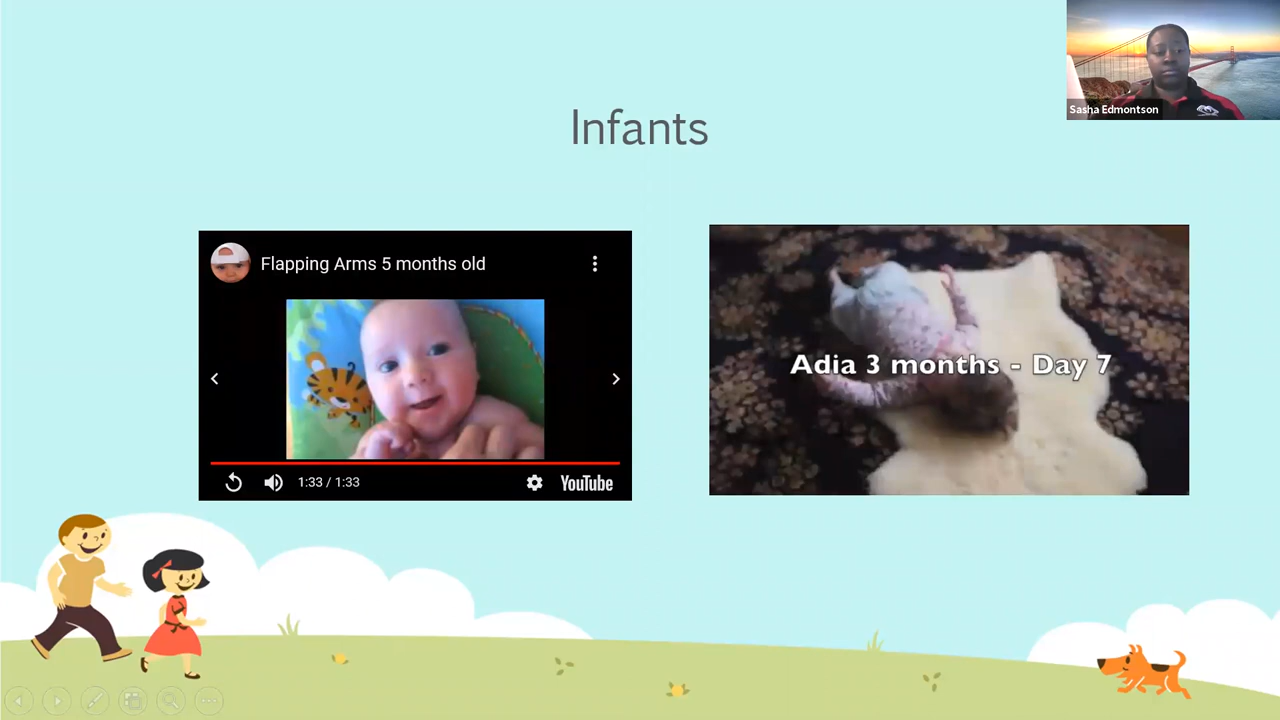 Sasha Edmontson
Infants
Flapping Arms 5 months old
1:33 / 1:33
YouTube
Adia 3 months - Day 7